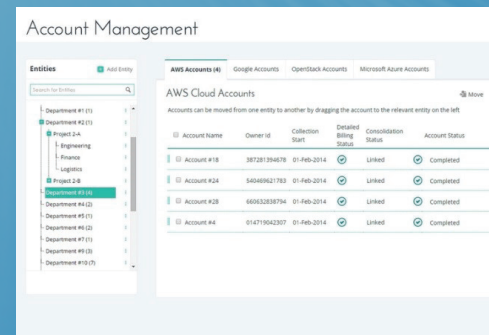 Account Management
Entities
Add Entity
Search for Entities
Department #1 (1)
Department #2 (1)
Project 2-A
Engineering
Finance
Logistics
Project 2-B
Department #3 (4)
Department #4 (2)
Department #5 (1)
Department #6 (2)
Department #7 (1)
Department #9 (3)
Department #10 (7)
AWS Accounts (4) Google Accounts OpenStack Accounts Microsoft Azure Accounts
AWS Cloud Accounts
Move
Accounts can be moved from one entity to another by dragging the account to the relevant entity on the left
Account Name Owner Id Collection Start Detailed Billing Status Consolidation Status Account Status
Account #18 387281394678 01-Feb-2014 Linked Completed
Account #24 540469621783 01-Feb-2014 Linked Completed
Account #28 660632838794 01-Feb-2014 Linked Completed
Account #4 014719042307 01-Feb-2014 Linked Completed